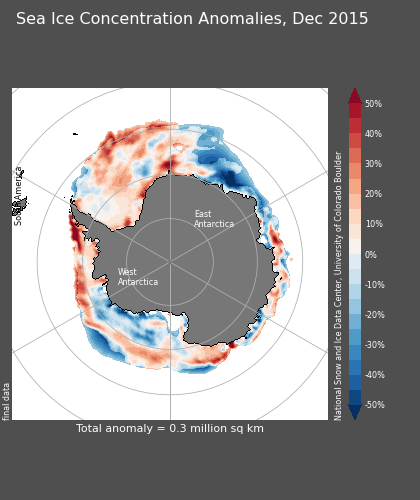 Sea Ice Concentration Anomalies, Dec 2015
South America
East
Antarctica
West
Antarctica
50%
40%
30%
20%
10%
0%
-10%
-20%
-30%
-40%
-50%
National Snow and Ice Data Center, University of Colorado Boulder
final data
Total anomaly = 0.3 million sq km